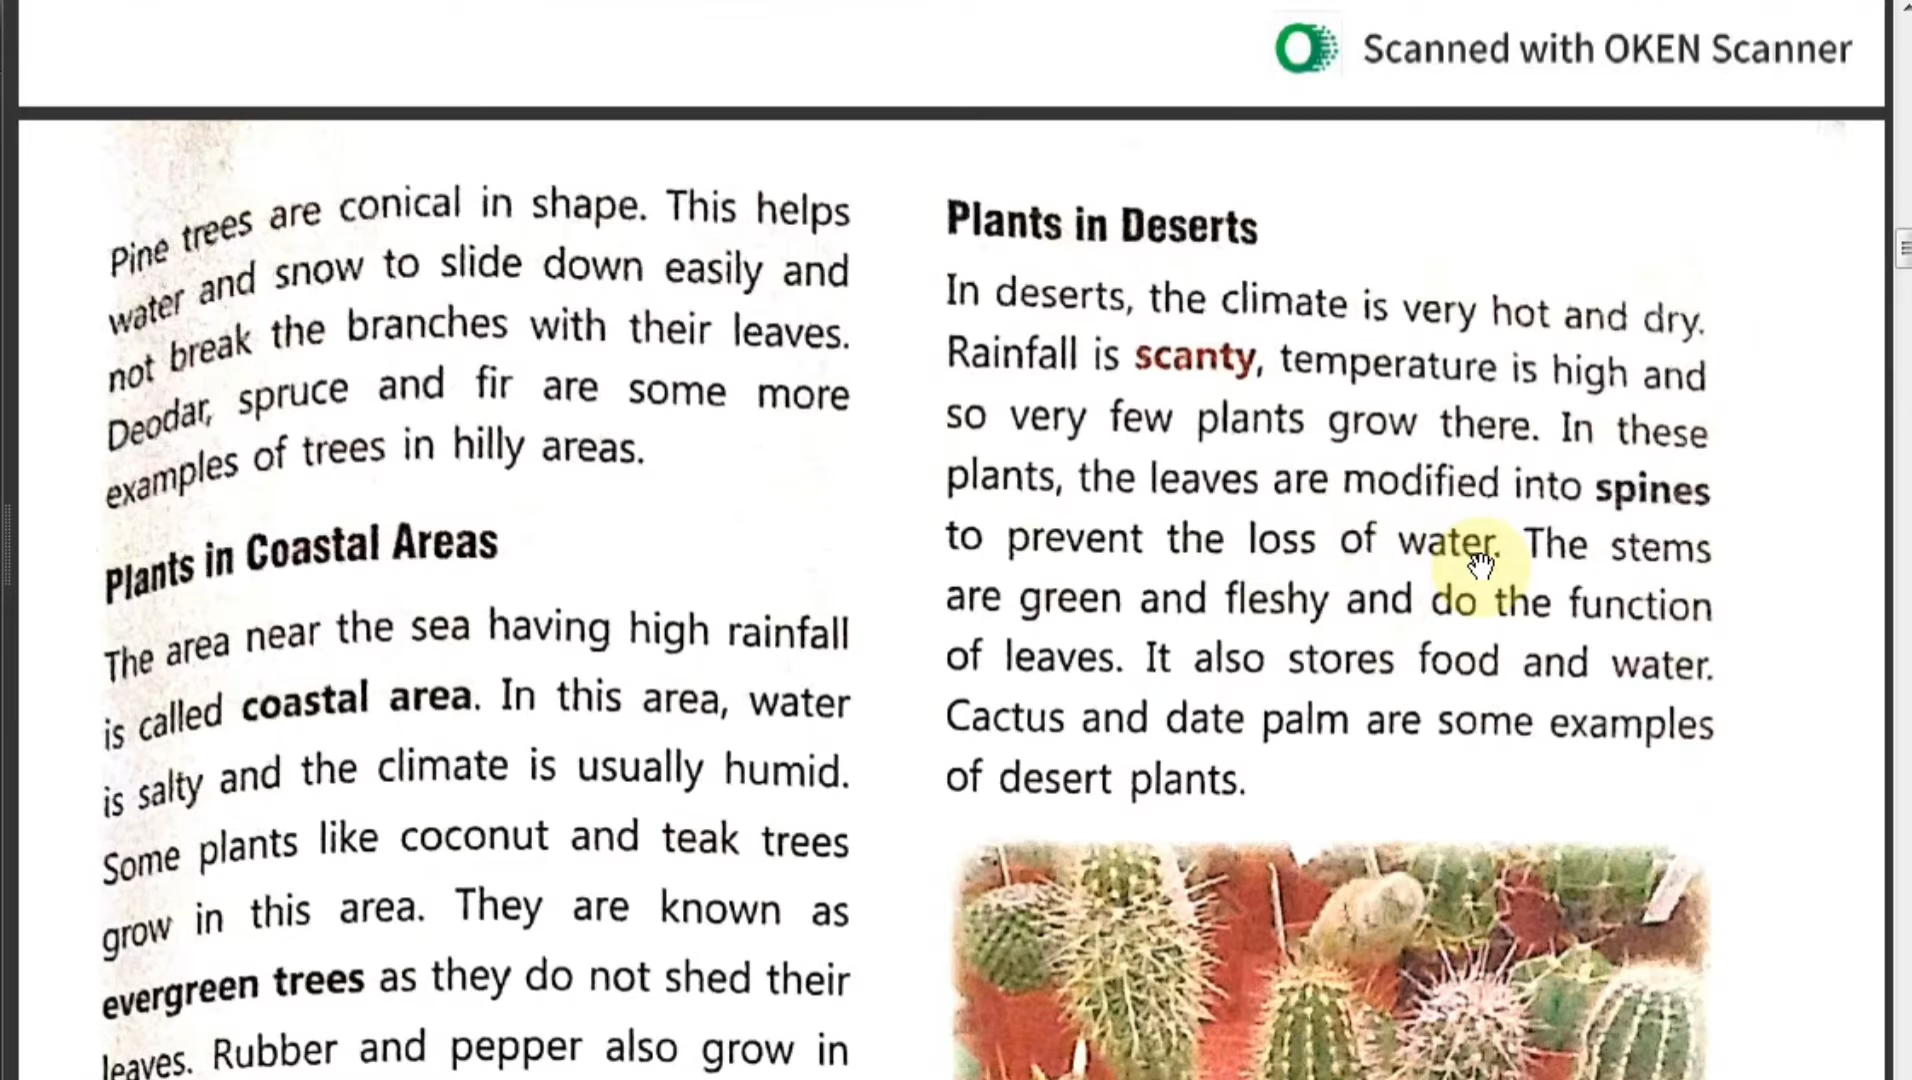 Scanned with OKEN Scanner
Pine trees are conical in shape. This helps
water and snow to slide down easily and
not break the branches with their leaves.
Deodar, spruce and fir are some more
examples of trees in hilly areas.
Plants in Coastal Areas
The area near the sea having high rainfall
is called coastal area. In this area, water
is salty and the climate is usually humid.
Some plants like coconut and teak trees
grow in this area. They are known as
evergreen trees as they do not shed their
leaves. Rubber and pepper also grow in
Plants in Deserts
In deserts, the climate is very hot and dry.
Rainfall is scanty, temperature is high and
so very few plants grow there. In these
plants, the leaves are modified into spines
to prevent the loss of water. The stems
are green and fleshy and do the function
of leaves. It also stores food and water.
Cactus and date palm are some examples
of desert plants.